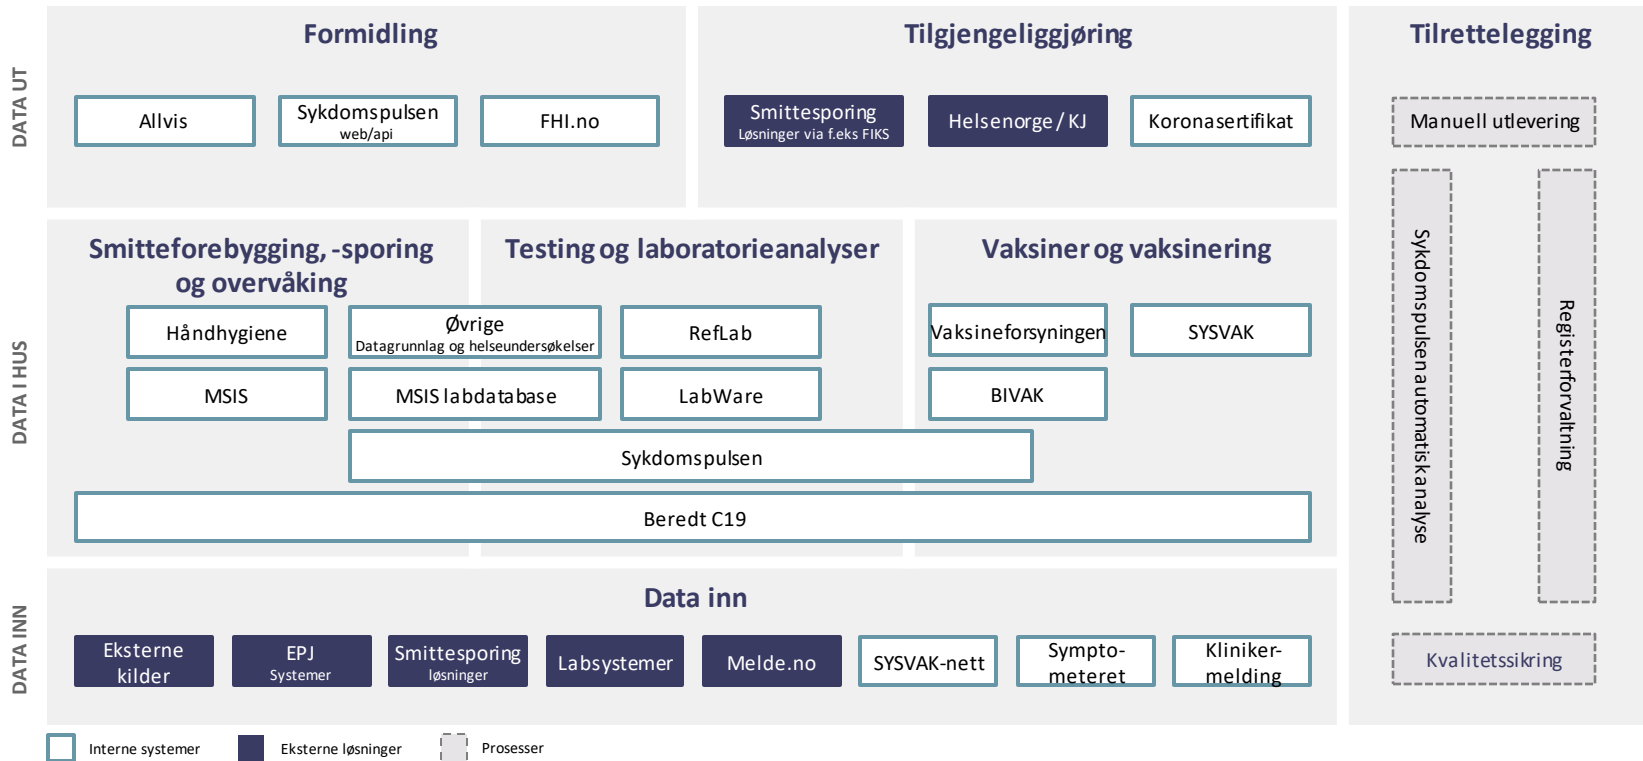 Formidling
Tilgjengeliggjøring
Tilrettelegging
DATA UT
Allvis
Sykdomspulsen
web/api
FHI.no
Smittesporing
Løsninger via f.eks FIKS
Helsenorge / KJ
Koronasertifikat
Manuell utlevering
Smitteforebygging, -sporing
og overvåking
Testing og laboratorieanalyser
Vaksiner og vaksinering
DATA I HUS
Håndhygiene
Øvrige
Datagrunnlag og helseundersøkelser
RefLab
Vaksineforsyningen
SYSVAK
MSIS
MSIS labdatabase
LabWare
BIVAK
Sykdomspulsen
Beredt C19
Sykdomspulsen automatisk analyse
Registerforvaltning
Data inn
DATA INN
Eksterne
kilder
EPJ
Systemer
Smittesporing
løsninger
Labsystemer
Melde.no
SYSVAK-nett
Sympto-
meteret
Kliniker-
melding
Kvalitetssikring
Interne systemer
Eksterne løsninger
Prosesser